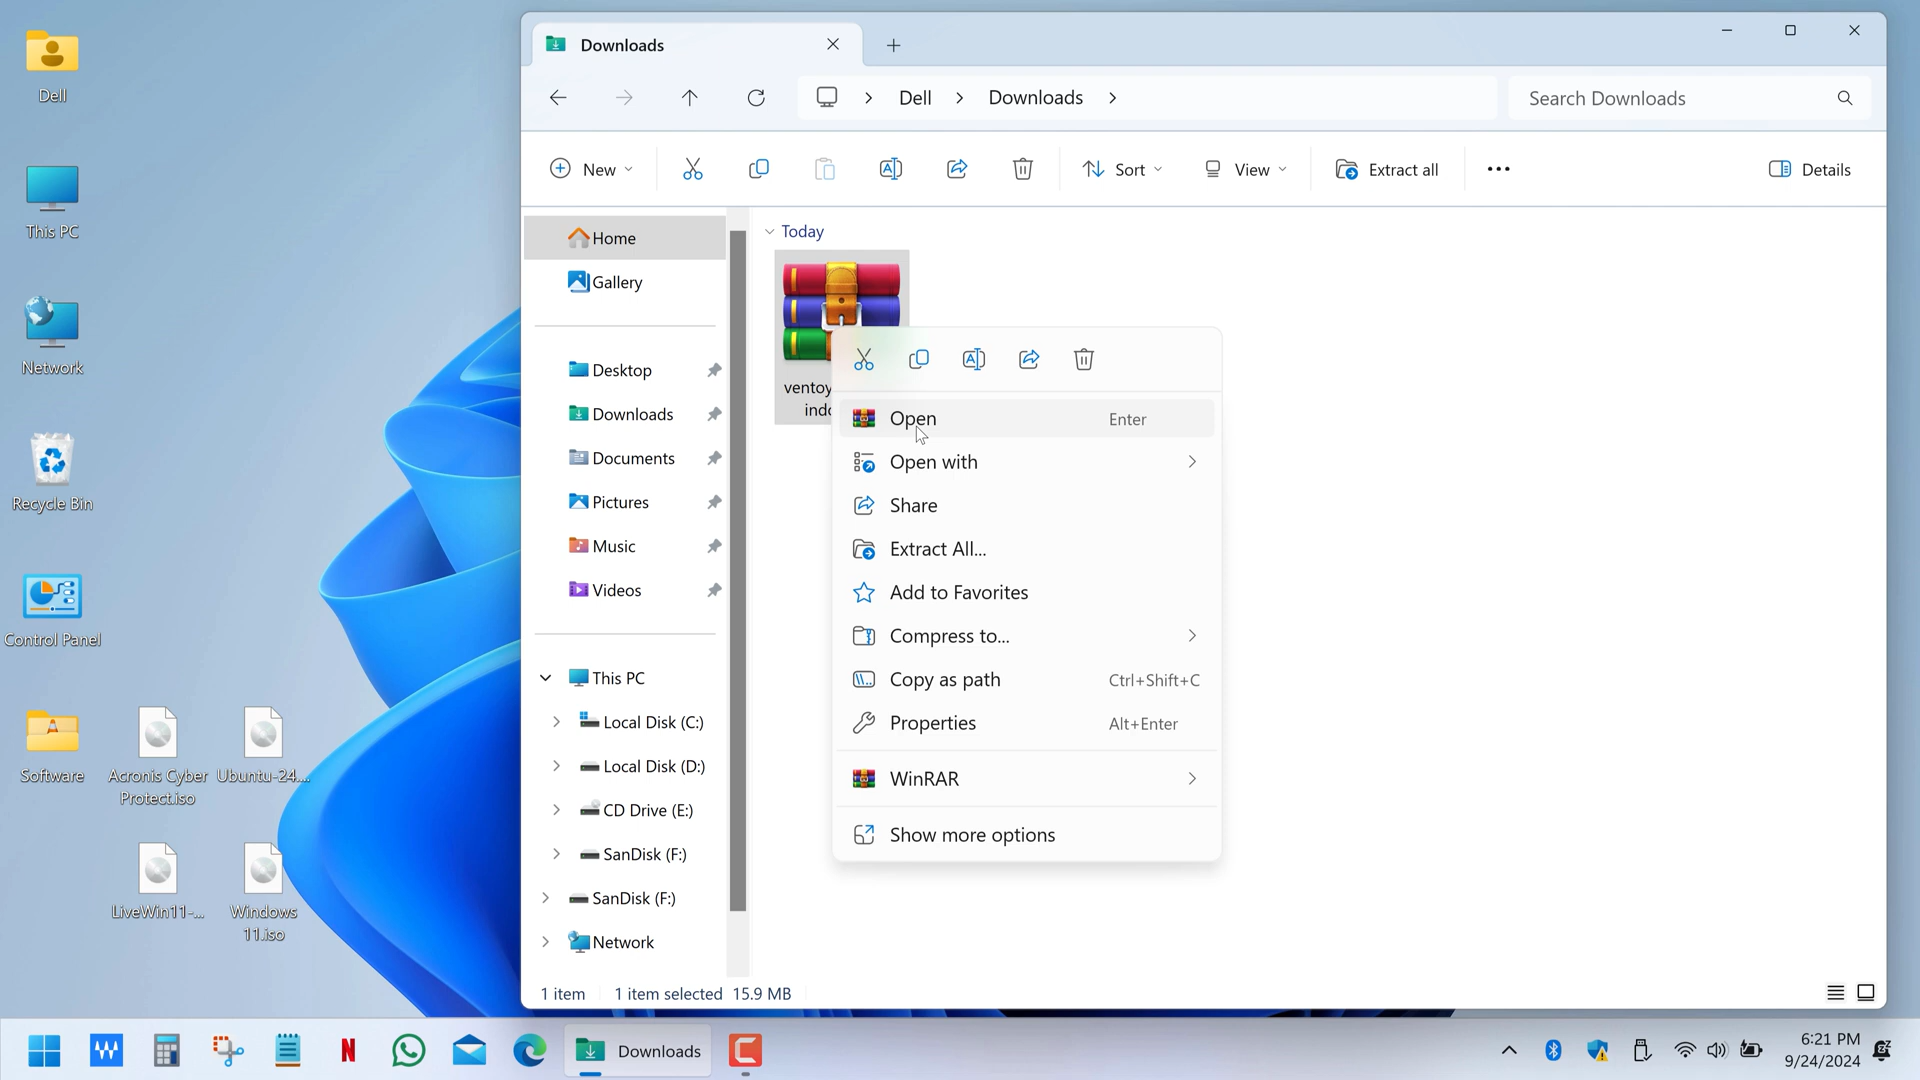 Dell
This PC
Network
Recycle Bin
Control Panel
Software
Acronis Cyber
Protect.iso
Ubuntu-24....
LiveWin11-...
Windows
11.iso
Downloads
Dell
Downloads
Search Downloads
New
Sort
View
Extract all
Details
Home
Gallery
Desktop
Downloads
Documents
Pictures
Music
Videos
This PC
Local Disk (C:)
Local Disk (D:)
CD Drive (E:)
SanDisk (F:)
SanDisk (F:)
Network
Today
ventoy
indo
Open Enter
Open with
Share
Extract All...
Add to Favorites
Compress to...
Copy as path Ctrl+Shift+C
Properties Alt+Enter
WinRAR
Show more options
1 item 1 item selected 15.9 MB
Downloads
6:21 PM
9/24/2024